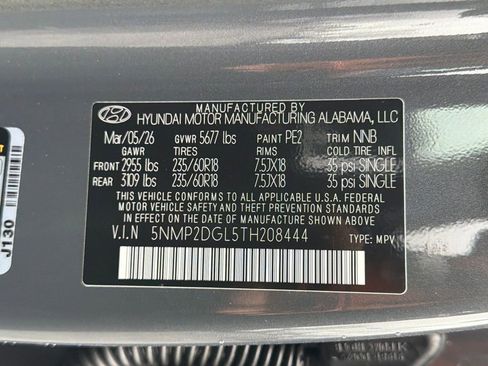 MANUFACTURED BY
HYUNDAI MOTOR MANUFACTURING ALABAMA, LLC
Mar/05/26 GVWR 5677 lbs PAINT PE2 TRIM NNB
GAWR TIRES RIMS COLD TIRE INFL
FRONT 2955 lbs 235/60R18 7.5JX18 35 psi SINGLE
REAR 3109 lbs 235/60R18 7.5JX18 35 psi SINGLE
THIS VEHICLE CONFORMS TO ALL APPLICABLE U.S.A. FEDERAL
MOTOR VEHICLE SAFETY AND THEFT PREVENTION STANDARDS IN
EFFECT ON THE DATE OF MANUFACTURE SHOWN ABOVE.
V.I.N 5NMP2DGL5TH208444
TYPE: MPV
J130